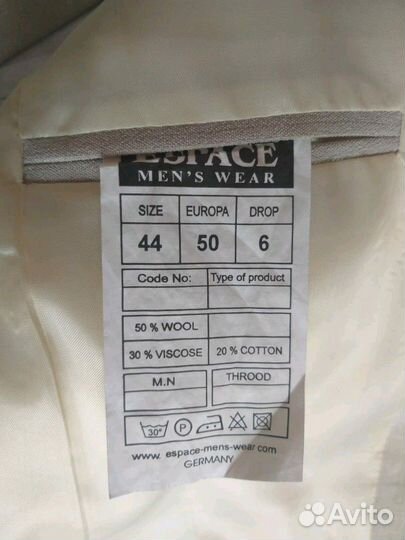 ESPACE
MEN'S WEAR
SIZE EUROPA DROP
44 50 6
Code No: Type of product
50 % WOOL
30 % VISCOSE 20 % COTTON
M.N THROOD
30° P
www. espace-mens-wear.com
GERMANY
Avito